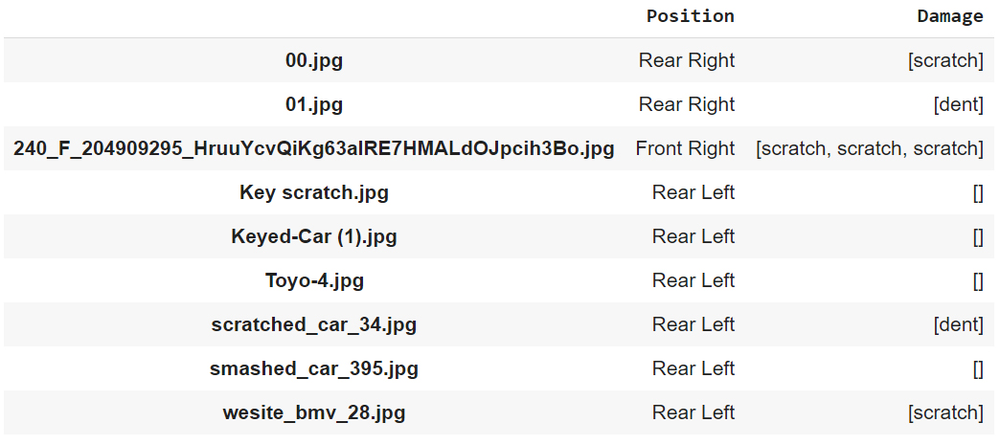 Position Damage
00.jpg Rear Right [scratch]
01.jpg Rear Right [dent]
240_F_204909295_HruuYcvQiKg63alRE7HMALdOJpcih3Bo.jpg Front Right [scratch, scratch, scratch]
Key scratch.jpg Rear Left []
Keyed-Car (1).jpg Rear Left []
Toyo-4.jpg Rear Left []
scratched_car_34.jpg Rear Left [dent]
smashed_car_395.jpg Rear Left []
wesite_bmv_28.jpg Rear Left [scratch]